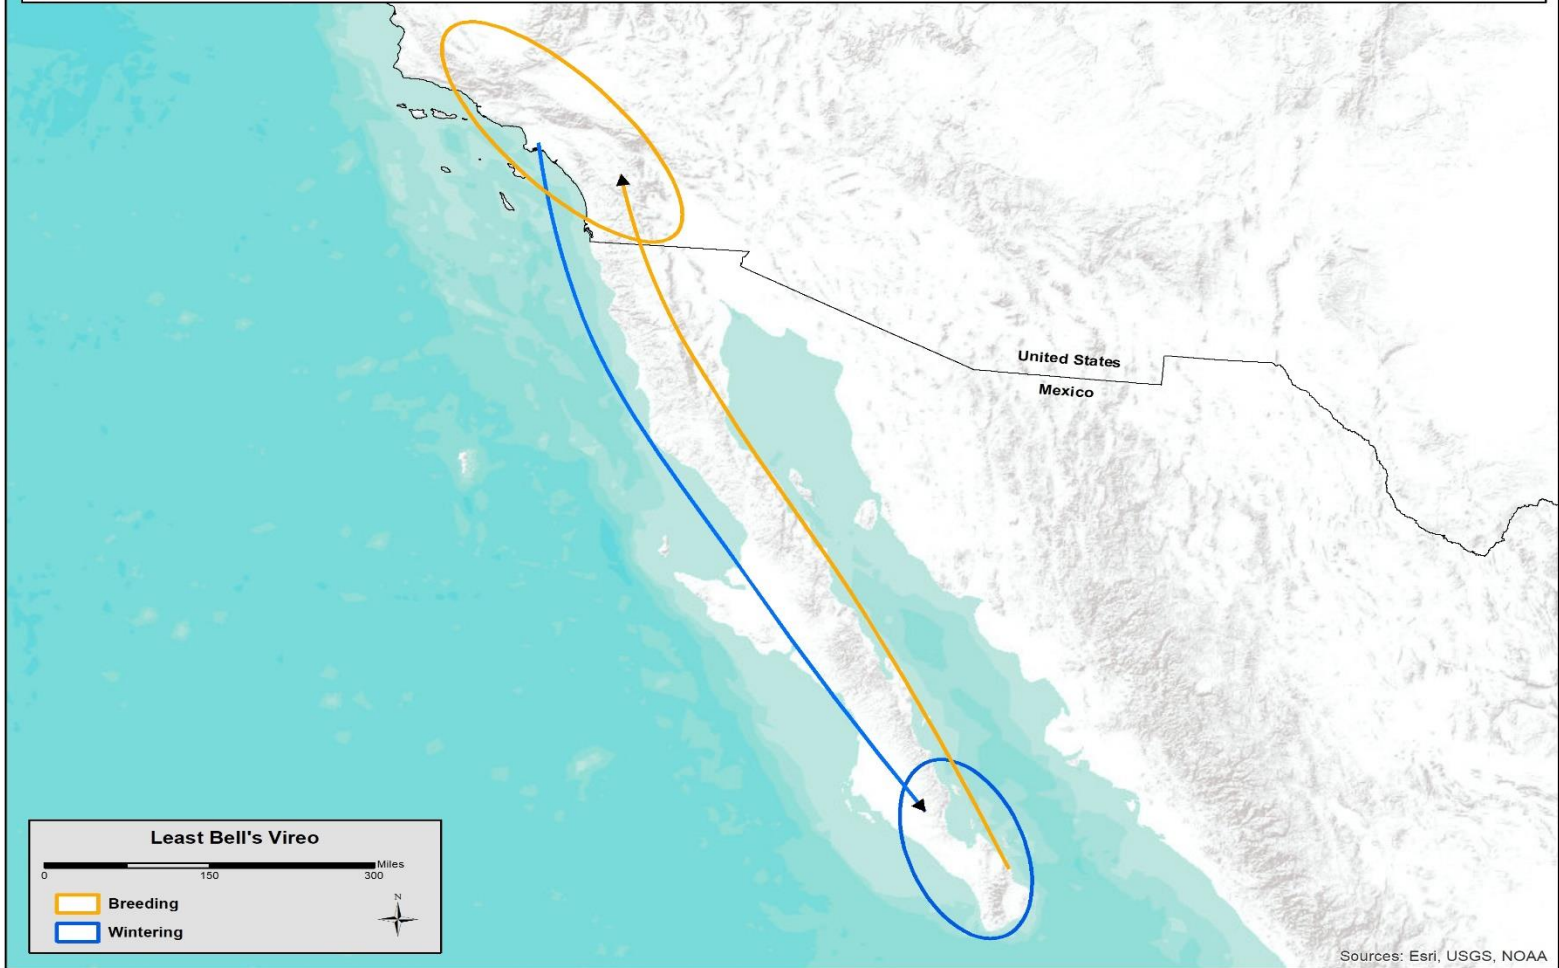 United States
Mexico
Least Bell's Vireo
Miles
0 150 300
Breeding
N
Wintering
Sources: Esri, USGS, NOAA